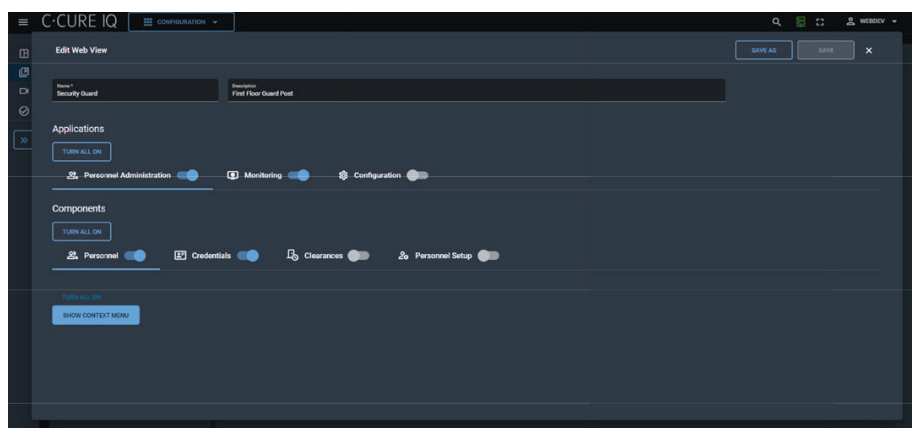 C•CURE IQ CONFIGURATION WEBDEV
Edit Web View SAVE AS SAVE
Name * Description
Security Guard First Floor Guard Post
Applications
TURN ALL ON
Personnel Administration Monitoring Configuration
Components
TURN ALL ON
Personnel Credentials Clearances Personnel Setup
TURN ALL ON
SHOW CONTEXT MENU